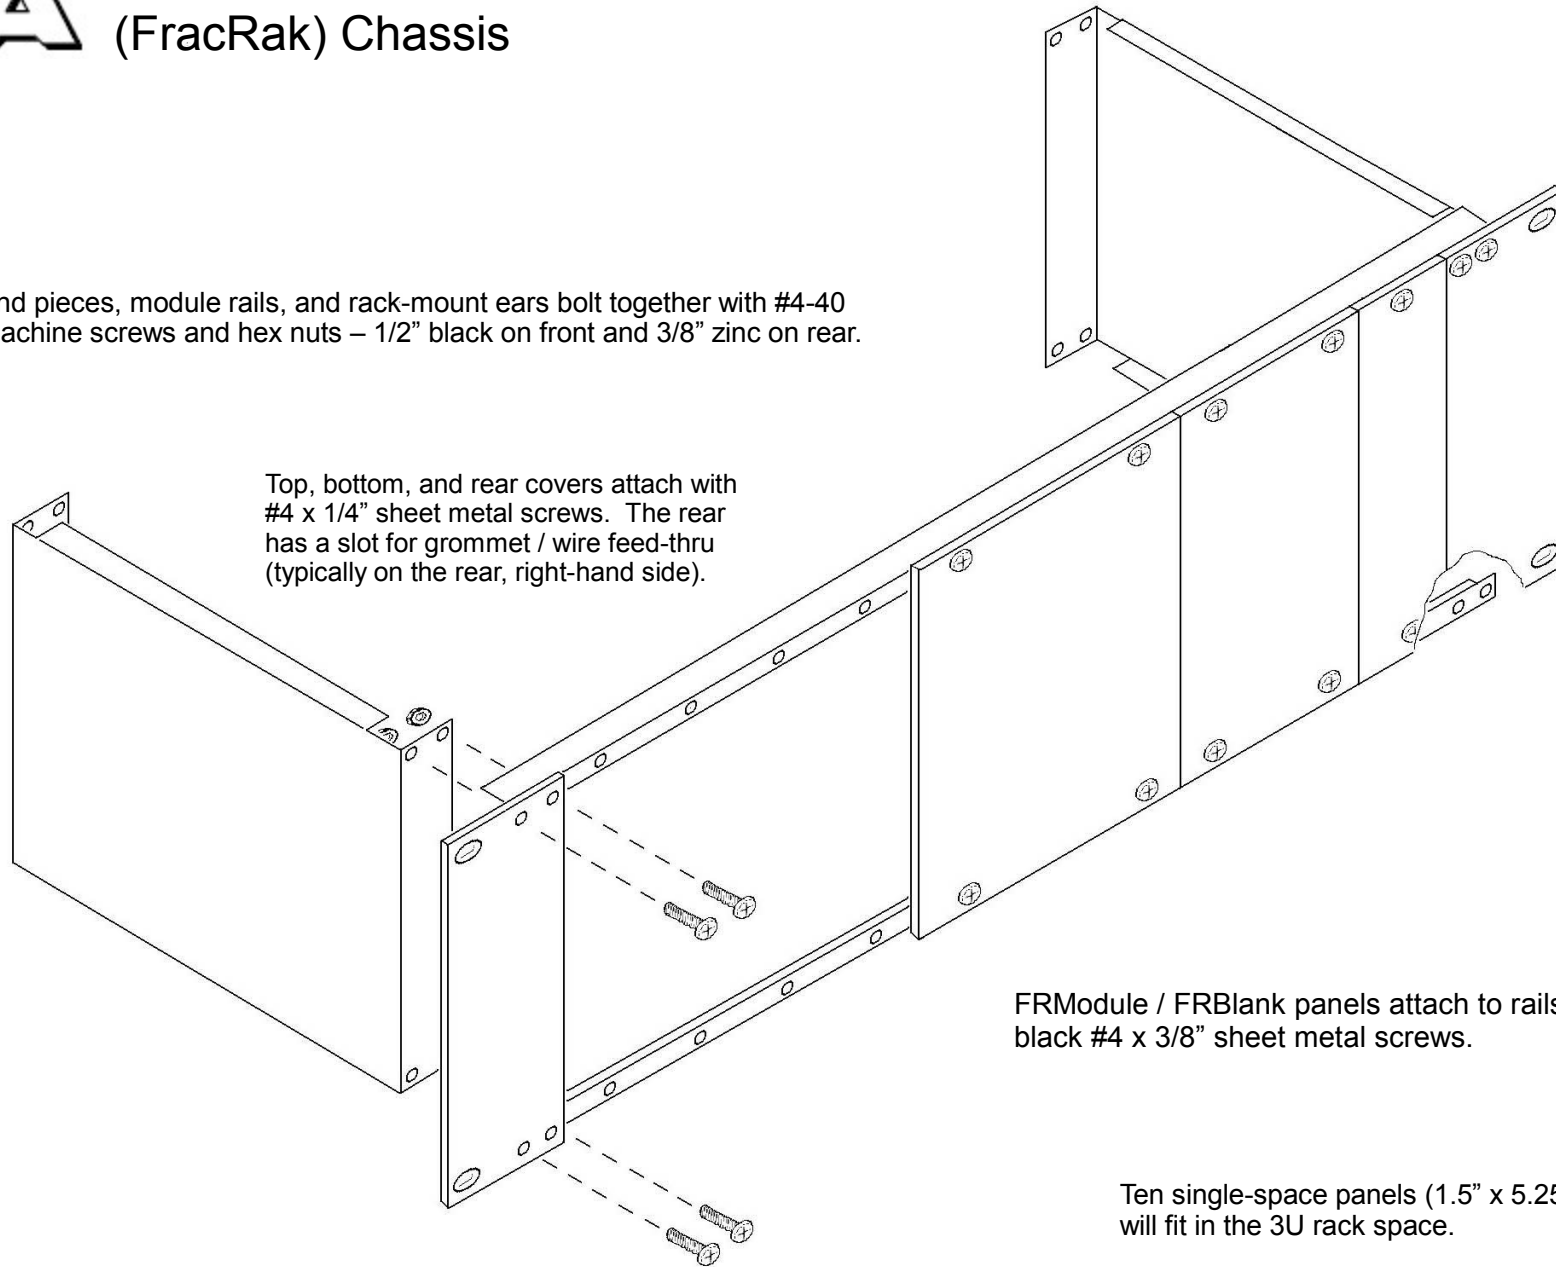 (FracRak) Chassis
nd pieces, module rails, and rack-mount ears bolt together with #4-40
achine screws and hex nuts – 1/2” black on front and 3/8” zinc on rear.
Top, bottom, and rear covers attach with
#4 x 1/4” sheet metal screws. The rear
has a slot for grommet / wire feed-thru
(typically on the rear, right-hand side).
FRModule / FRBlank panels attach to rails
black #4 x 3/8” sheet metal screws.
Ten single-space panels (1.5” x 5.25
will fit in the 3U rack space.